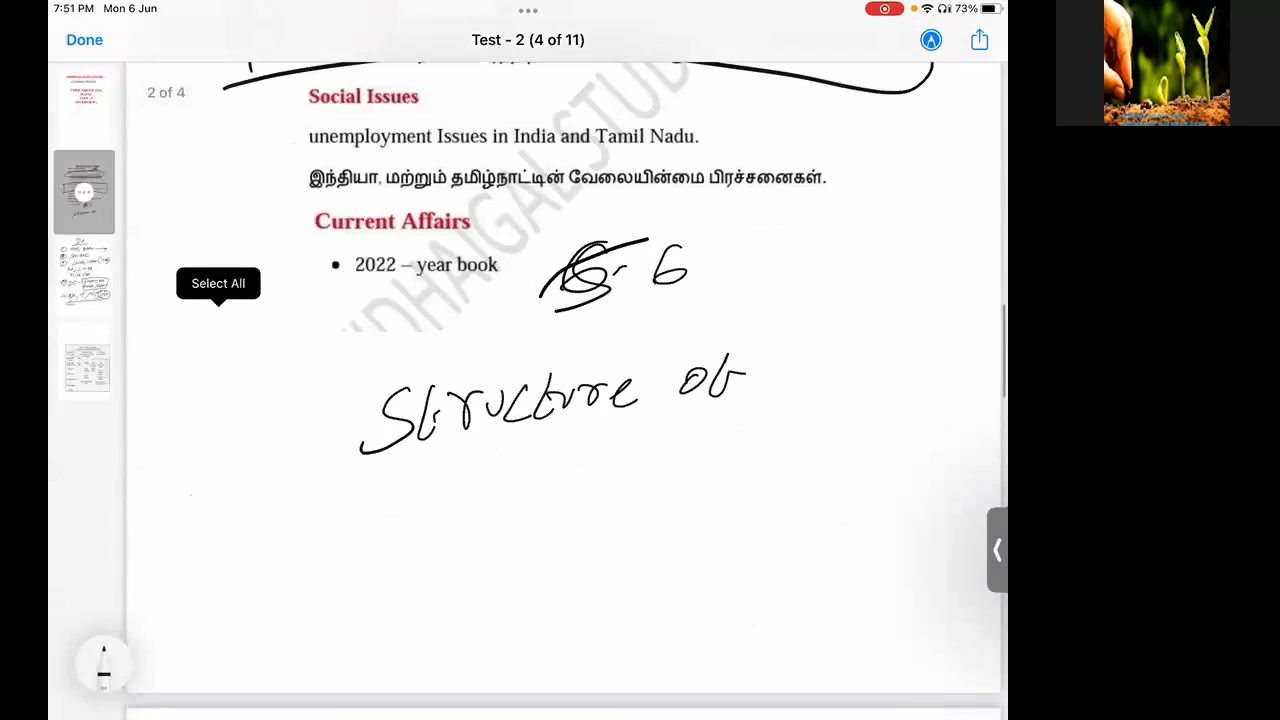 7:51 PM Mon 6 Jun
73%
Done
Test - 2 (4 of 11)
2 of 4
Social Issues
unemployment Issues in India and Tamil Nadu.
இந்தியா, மற்றும் தமிழ்நாட்டின் வேலையின்மை பிரச்சனைகள்.
Current Affairs
• 2022 – year book
6
Select All
Structure of